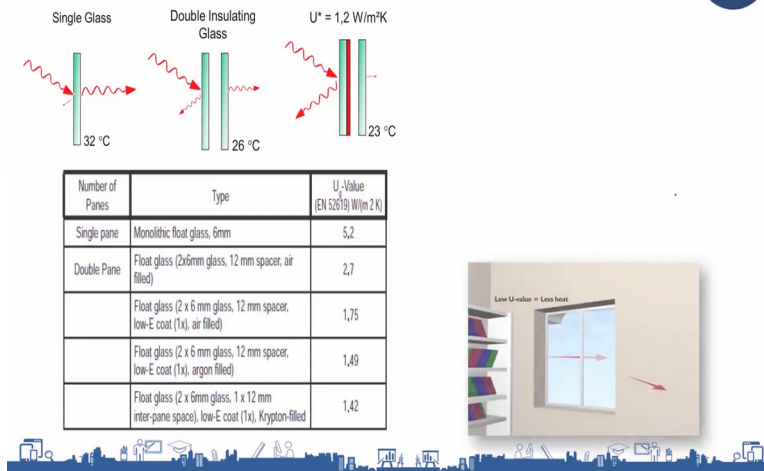 Single Glass
Double Insulating
Glass
U* = 1,2 W/m²K
32 °C
26 °C
23 °C
Number of
Panes
Type
Ug-Value
(EN 52619) W/(m 2 K)
Single pane
Monolithic float glass, 6mm
5,2
Double Pane
Float glass (2x6mm glass, 12 mm spacer, air
filled)
2,7
Float glass (2 x 6 mm glass, 12 mm spacer,
low-E coat (1x), air filled)
1,75
Float glass (2 x 6 mm glass, 12 mm spacer,
low-E coat (1x), argon filled)
1,49
Float glass (2 x 6mm glass, 1 x 12 mm
inter-pane space), low-E coat (1x), Krypton-filled
1,42
Low U-value = Less heat